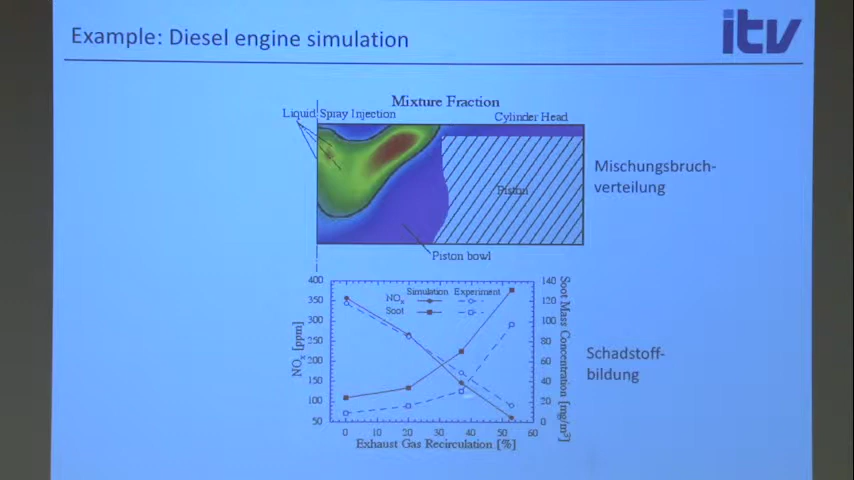 Example: Diesel engine simulation
itv
Mixture Fraction
Liquid Spray Injection
Cylinder Head
Mischungsbruch-
verteilung
Piston
Piston bowl
Simulation Experiment
NOx
Soot
400
350
300
250
200
150
100
50
NOx [ppm]
140
120
100
80
60
40
20
0
Soot Mass Concentration [mg/m³]
Schadstoff-
bildung
0 10 20 30 40 50 60
Exhaust Gas Recirculation [%]